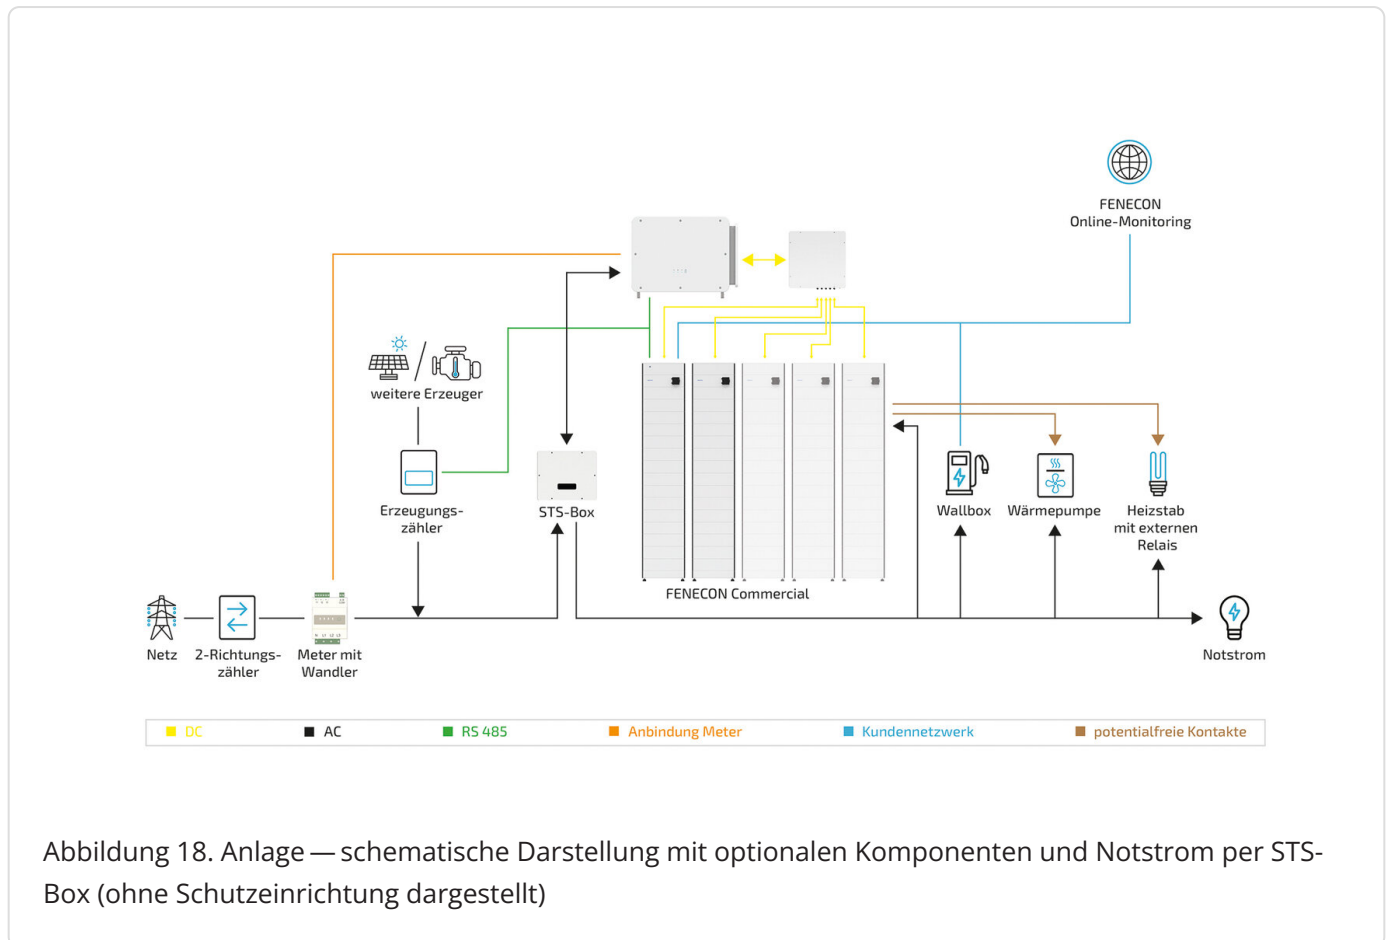 FENECON
Online-Monitoring
weitere Erzeuger
Erzeugungs-
zähler
STS-Box
Wallbox
Wärmepumpe
Heizstab
mit externen
Relais
FENECON Commercial
Netz
2-Richtungs-
zähler
Meter mit
Wandler
Notstrom
DC
AC
RS 485
Anbindung Meter
Kundennetzwerk
potentialfreie Kontakte
Abbildung 18. Anlage — schematische Darstellung mit optionalen Komponenten und Notstrom per STS-
Box (ohne Schutzeinrichtung dargestellt)